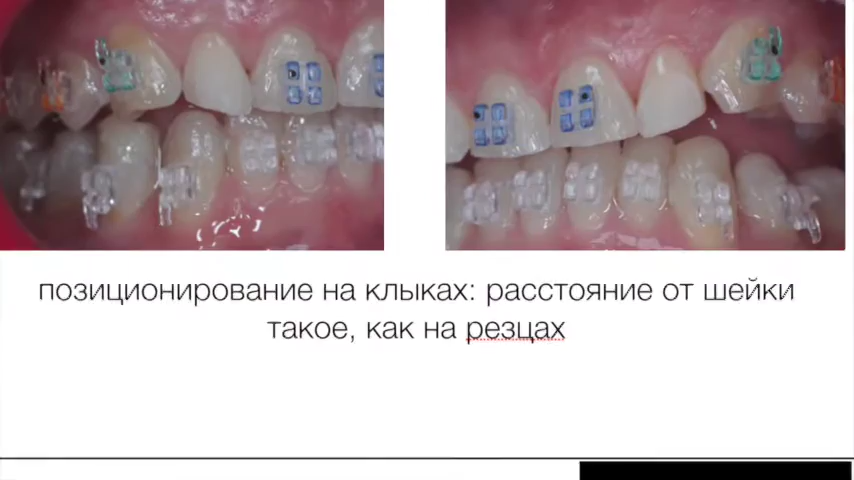 позиционирование на клыках: расстояние от шейки
такое, как на резцах